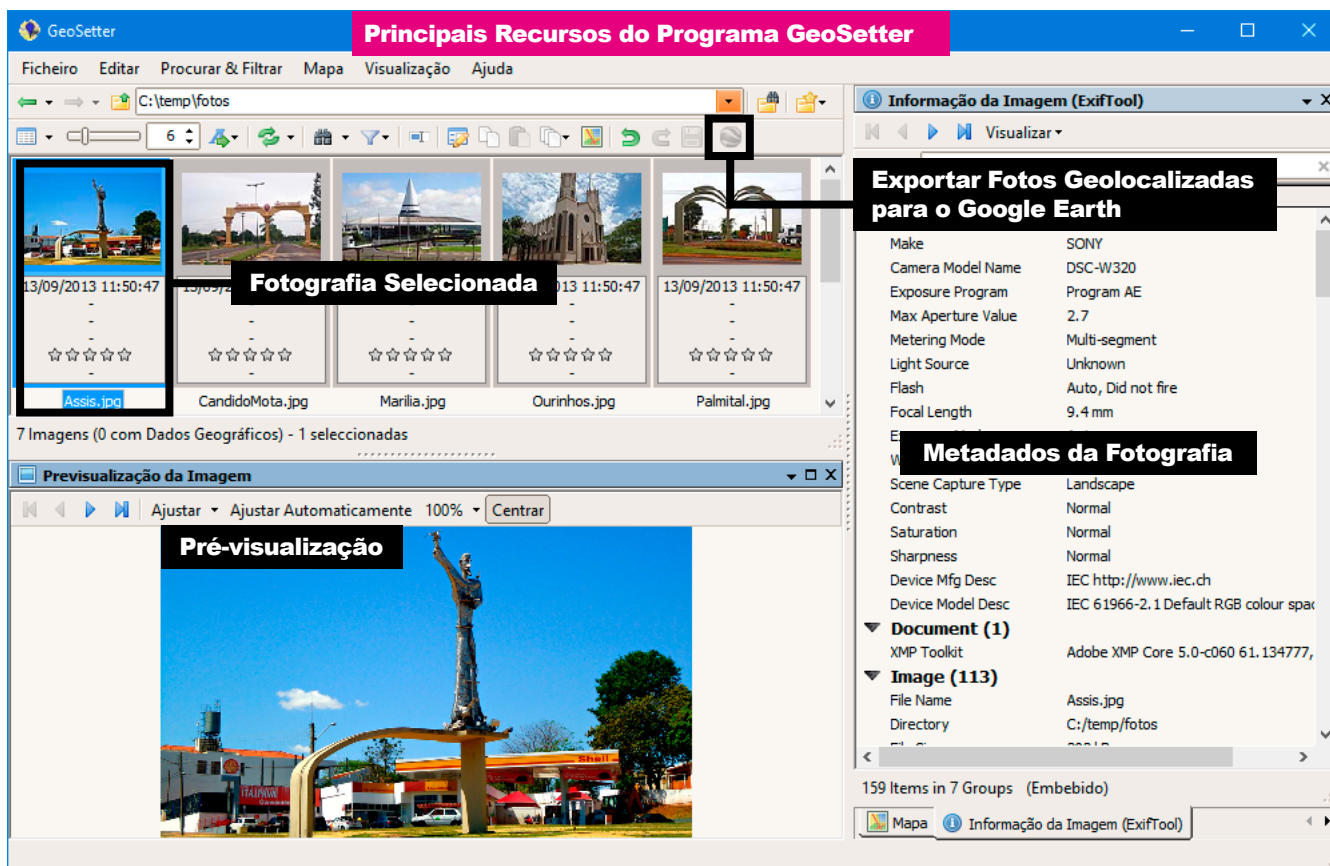 GeoSetter
Principais Recursos do Programa GeoSetter
Ficheiro Editar Procurar & Filtrar Mapa Visualização Ajuda
C:\temp\fotos
6
13/09/2013 11:50:47
13/09/2
013 11:50:47
13/09/2013 11:50:47
Fotografia Selecionada
Assis.jpg
CandidoMota.jpg
Marilia.jpg
Ourinhos.jpg
Palmital.jpg
7 Imagens (0 com Dados Geográficos) - 1 seleccionadas
Previsualização da Imagem
Ajustar Ajustar Automaticamente 100% Centrar
Pré-visualização
Shell
ITAIPAVA
Informação da Imagem (ExifTool)
Visualizar
Exportar Fotos Geolocalizadas
para o Google Earth
Make SONY
Camera Model Name DSC-W320
Exposure Program Program AE
Max Aperture Value 2.7
Metering Mode Multi-segment
Light Source Unknown
Flash Auto, Did not fire
Focal Length 9.4 mm
Metadados da Fotografia
Scene Capture Type Landscape
Contrast Normal
Saturation Normal
Sharpness Normal
Device Mfg Desc IEC http://www.iec.ch
Device Model Desc IEC 61966-2.1 Default RGB colour spac
Document (1)
XMP Toolkit Adobe XMP Core 5.0-c060 61.134777,
Image (113)
File Name Assis.jpg
Directory C:/temp/fotos
159 Items in 7 Groups (Embebido)
Mapa Informação da Imagem (ExifTool)